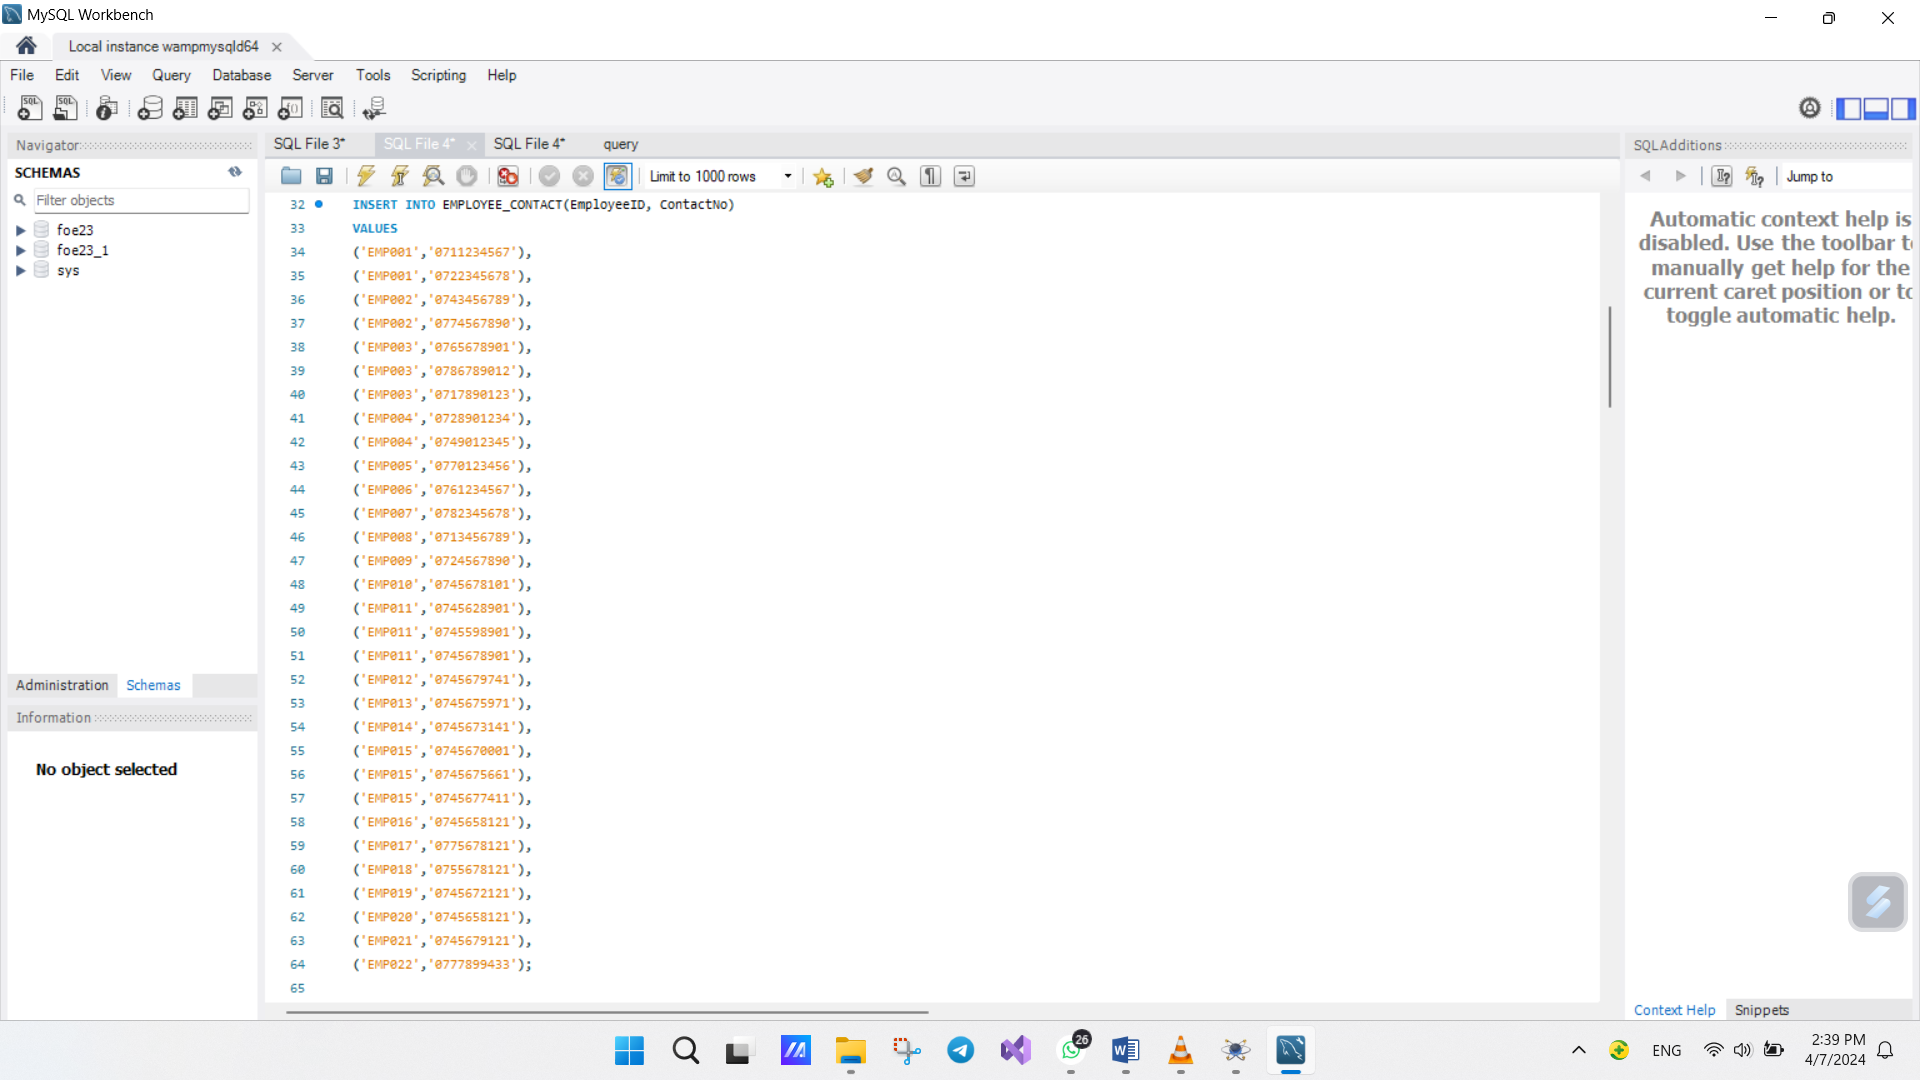 MySQL Workbench
Local instance wampmysqld64
File Edit View Query Database Server Tools Scripting Help
Navigator
SCHEMAS
Filter objects
foe23
foe23_1
sys
Administration Schemas
Information
No object selected
SQL File 3* SQL File 4* SQL File 4* query
Limit to 1000 rows
32 INSERT INTO EMPLOYEE_CONTACT(EmployeeID, ContactNo)
33 VALUES
34 ('EMP001','0711234567'),
35 ('EMP001','0722345678'),
36 ('EMP002','0743456789'),
37 ('EMP002','0774567890'),
38 ('EMP003','0765678901'),
39 ('EMP003','0786789012'),
40 ('EMP003','0717890123'),
41 ('EMP004','0728901234'),
42 ('EMP004','0749012345'),
43 ('EMP005','0770123456'),
44 ('EMP006','0761234567'),
45 ('EMP007','0782345678'),
46 ('EMP008','0713456789'),
47 ('EMP009','0724567890'),
48 ('EMP010','0745678101'),
49 ('EMP011','0745628901'),
50 ('EMP011','0745598901'),
51 ('EMP011','0745678901'),
52 ('EMP012','0745679741'),
53 ('EMP013','0745675971'),
54 ('EMP014','0745673141'),
55 ('EMP015','0745670001'),
56 ('EMP015','0745675661'),
57 ('EMP015','0745677411'),
58 ('EMP016','0745658121'),
59 ('EMP017','0775678121'),
60 ('EMP018','0755678121'),
61 ('EMP019','0745672121'),
62 ('EMP020','0745658121'),
63 ('EMP021','0745679121'),
64 ('EMP022','0777899433');
65
SQLAdditions
Jump to
Automatic context help is
disabled. Use the toolbar t
manually get help for the
current caret position or to
toggle automatic help.
Context Help Snippets
26
ENG
2:39 PM
4/7/2024